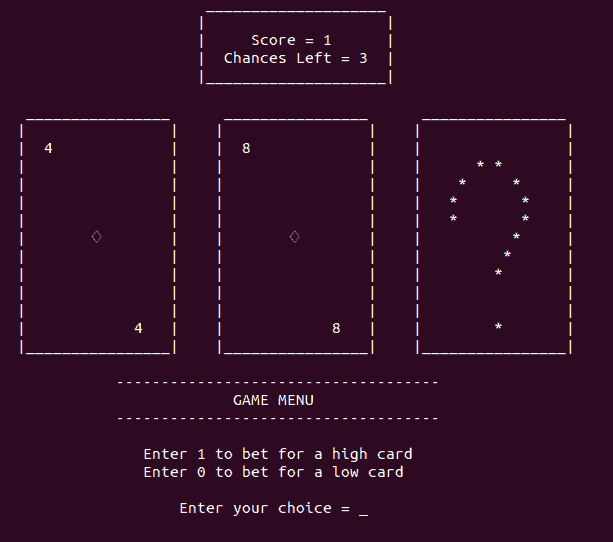 Score = 1
Chances Left = 3
4 8
4 8
GAME MENU
Enter 1 to bet for a high card
Enter 0 to bet for a low card
Enter your choice = _